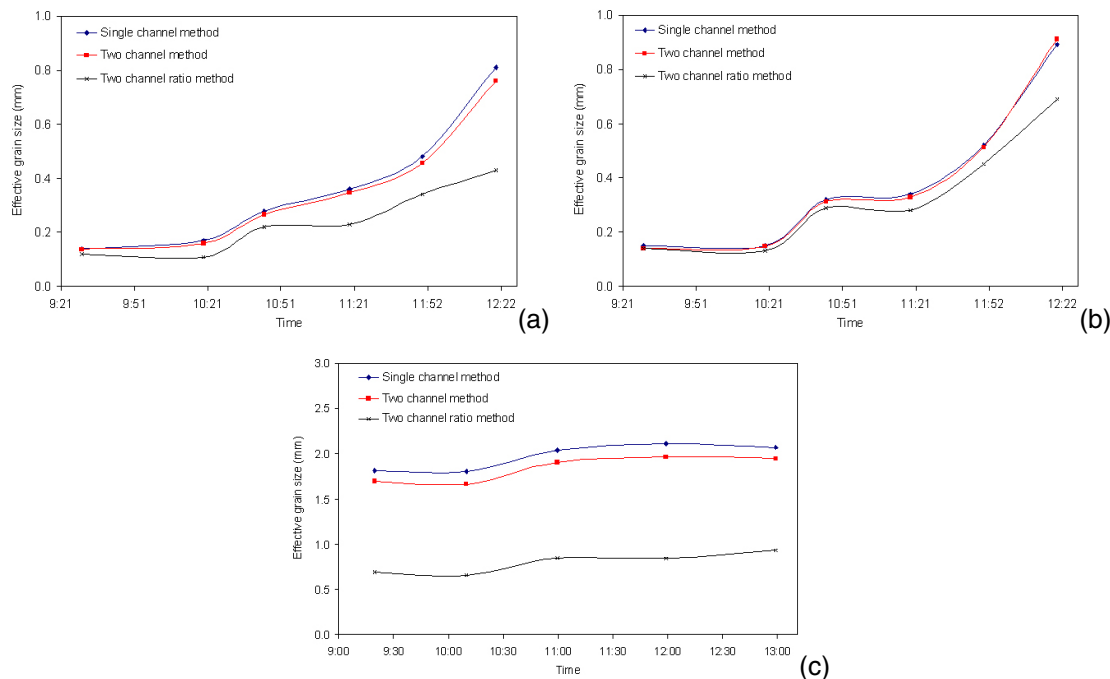 1.0
0.8
0.6
0.4
0.2
0.0
Effective grain size (mm)
Single channel method
Two channel method
Two channel ratio method
9:21 9:51 10:21 10:51 11:21 11:52 12:22
Time
(a)
1.0
0.8
0.6
0.4
0.2
0.0
Effective grain size (mm)
Single channel method
Two channel method
Two channel ratio method
9:21 9:51 10:21 10:51 11:21 11:52 12:22
Time
(b)
3.0
2.5
2.0
1.5
1.0
0.5
0.0
Effective grain size (mm)
Single channel method
Two channel method
Two channel ratio method
9:00 9:30 10:00 10:30 11:00 11:30 12:00 12:30 13:00
Time
(c)